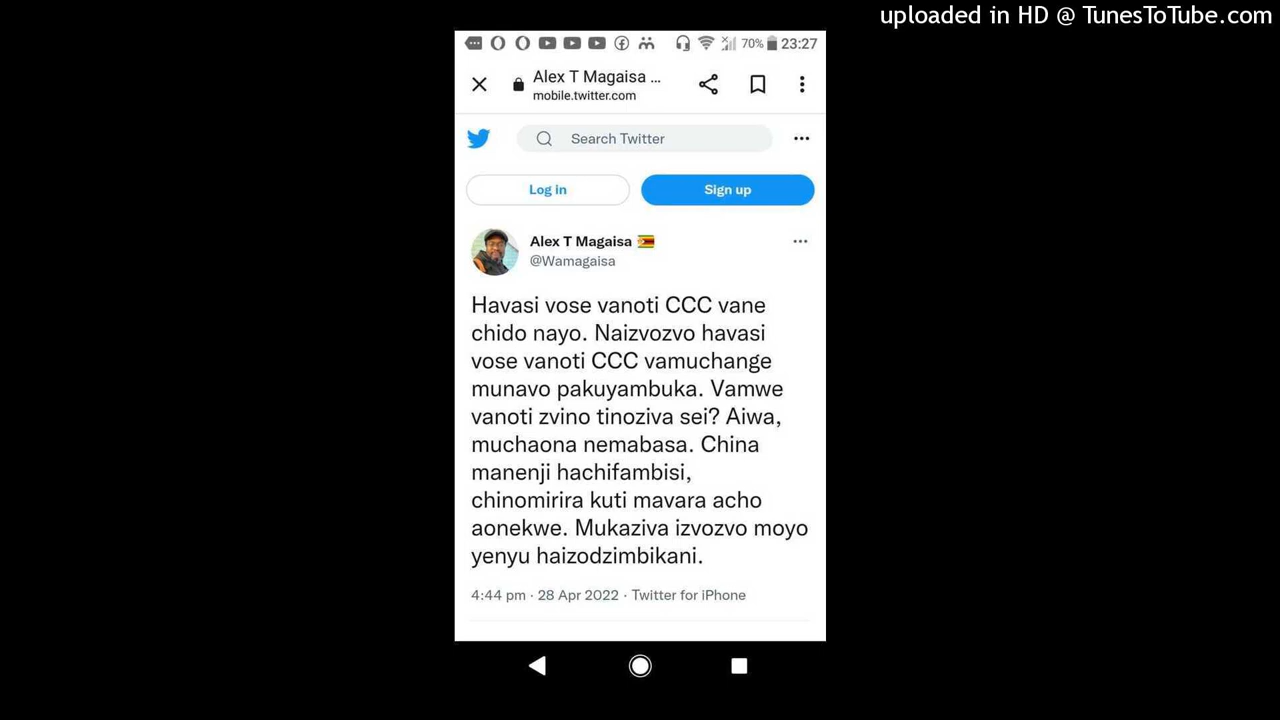 uploaded in HD @ TunesToTube.com
70% 23:27
Alex T Magaisa ...
mobile.twitter.com
Search Twitter
Log in
Sign up
Alex T Magaisa
@Wamagaisa
Havasi vose vanoti CCC vane
chido nayo. Naizvozvo havasi
vose vanoti CCC vamuchange
munavo pakuyambuka. Vamwe
vanoti zvino tinoziva sei? Aiwa,
muchaona nemabasa. China
manenji hachifambisi,
chinomirira kuti mavara acho
aonekwe. Mukaziva izvozvo moyo
yenyu haizodzimbikani.
4:44 pm · 28 Apr 2022 · Twitter for iPhone